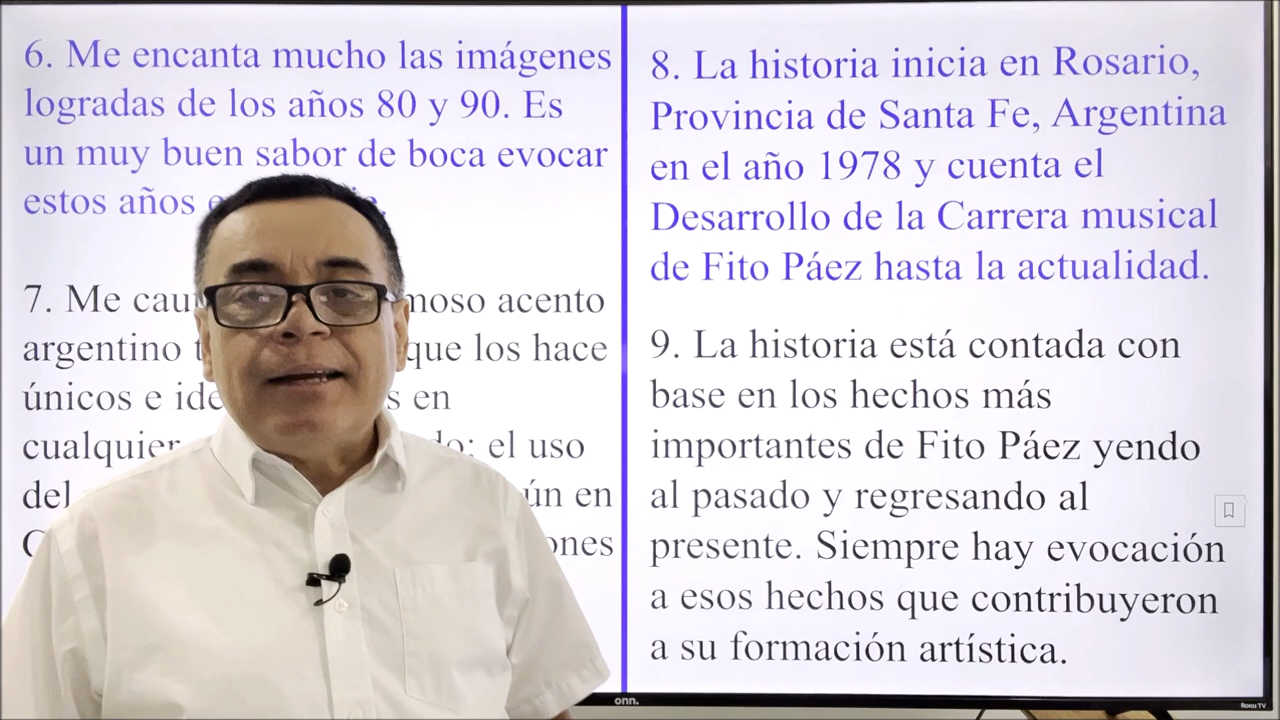 6. Me encanta mucho las imágenes
logradas de los años 80 y 90. Es
un muy buen sabor de boca evocar
estos años
7. Me moso acento
argentino que los hace
únicos e s en
cualquier el uso
del ún en
ones
8. La historia inicia en Rosario,
Provincia de Santa Fe, Argentina
en el año 1978 y cuenta el
Desarrollo de la Carrera musical
de Fito Páez hasta la actualidad.
9. La historia está contada con
base en los hechos más
importantes de Fito Páez yendo
al pasado y regresando al
presente. Siempre hay evocación
a esos hechos que contribuyeron
a su formación artística.
onn.
Roku TV